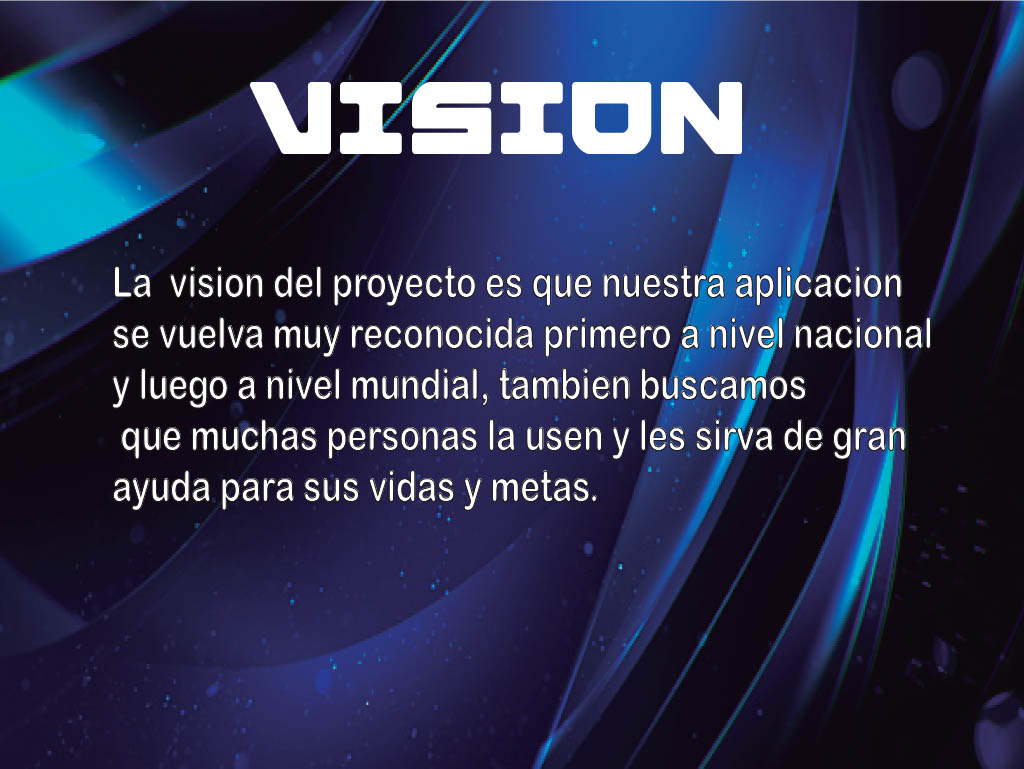 VISION
La vision del proyecto es que nuestra aplicacion
se vuelva muy reconocida primero a nivel nacional
y luego a nivel mundial, tambien buscamos
que muchas personas la usen y les sirva de gran
ayuda para sus vidas y metas.